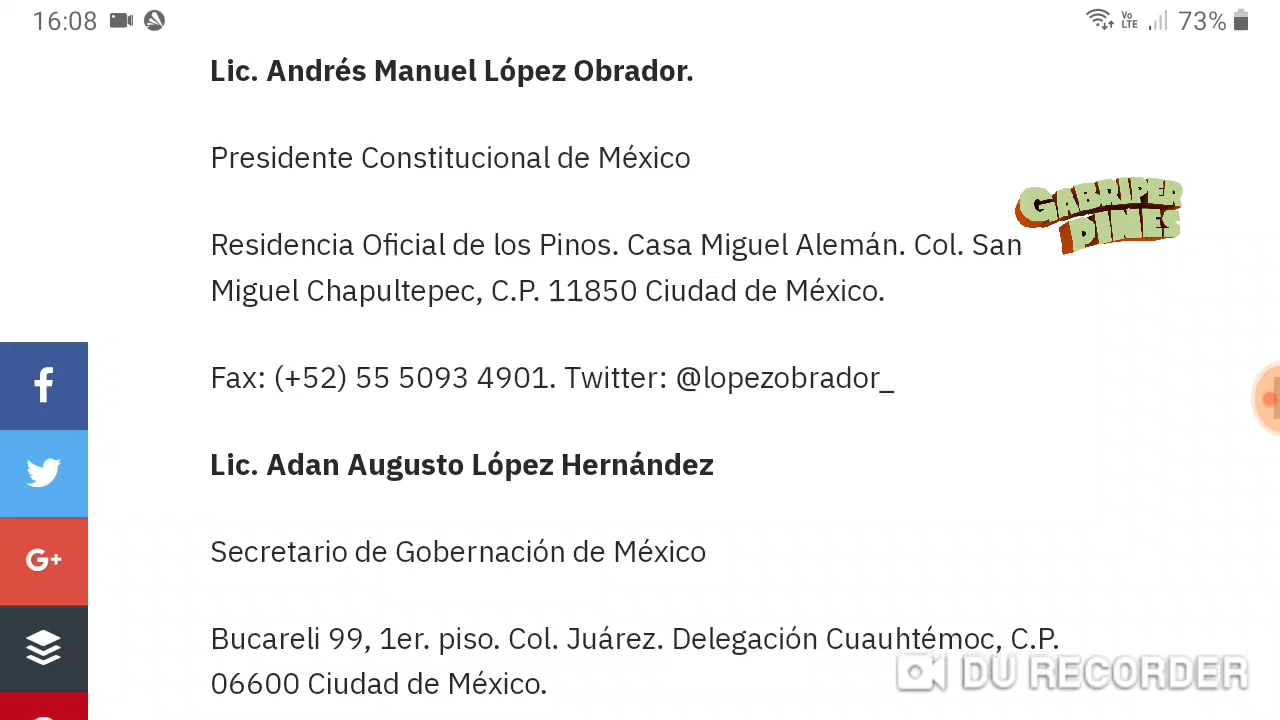 16:08
Vo
LTE
73%
Lic. Andrés Manuel López Obrador.
Presidente Constitucional de México
GABRIPER
PINES
Residencia Oficial de los Pinos. Casa Miguel Alemán. Col. San
Miguel Chapultepec, C.P. 11850 Ciudad de México.
Fax: (+52) 55 5093 4901. Twitter: @lopezobrador_
Lic. Adan Augusto López Hernández
Secretario de Gobernación de México
Bucareli 99, 1er. piso. Col. Juárez. Delegación Cuauhtémoc, C.P.
06600 Ciudad de México.
f
G+
DU RECORDER